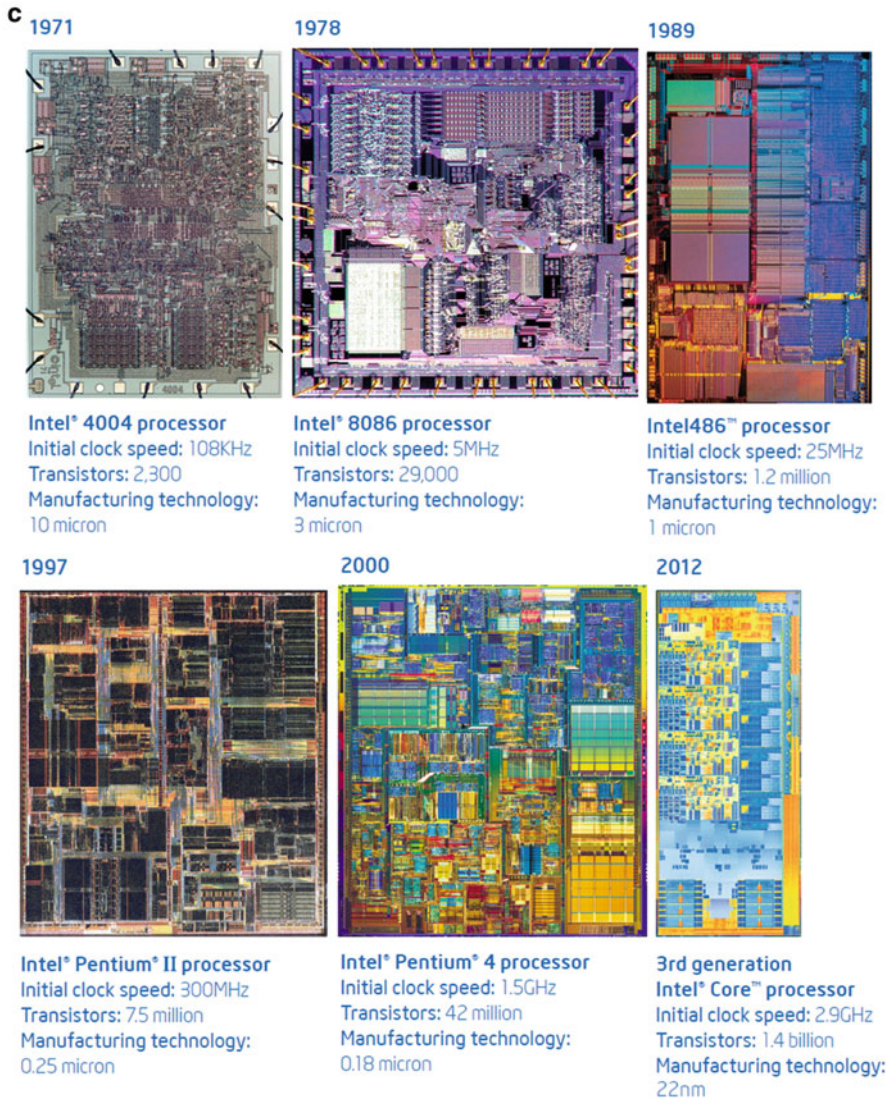 c
1971
Intel® 4004 processor
Initial clock speed: 108KHz
Transistors: 2,300
Manufacturing technology:
10 micron
1978
Intel® 8086 processor
Initial clock speed: 5MHz
Transistors: 29,000
Manufacturing technology:
3 micron
1989
Intel486™ processor
Initial clock speed: 25MHz
Transistors: 1.2 million
Manufacturing technology:
1 micron
1997
Intel® Pentium® II processor
Initial clock speed: 300MHz
Transistors: 7.5 million
Manufacturing technology:
0.25 micron
2000
Intel® Pentium® 4 processor
Initial clock speed: 1.5GHz
Transistors: 42 million
Manufacturing technology:
0.18 micron
2012
3rd generation
Intel® Core™ processor
Initial clock speed: 2.9GHz
Transistors: 1.4 billion
Manufacturing technology:
22nm
4004